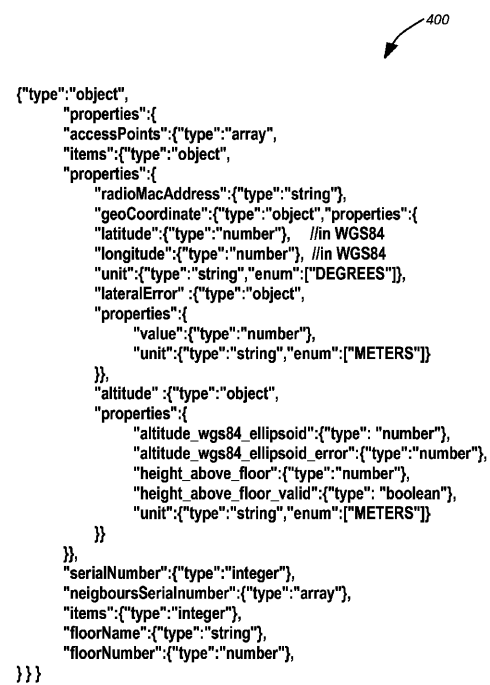 400
{"type":"object",
"properties":{
"accessPoints":{"type":"array",
"items":{"type":"object",
"properties":{
"radioMacAddress":{"type":"string"},
"geoCoordinate":{"type":"object","properties":{
"latitude":{"type":"number"}, //in WGS84
"longitude":{"type":"number"}, //in WGS84
"unit":{"type":"string","enum":["DEGREES"]},
"lateralError" :{"type":"object",
"properties":{
"value":{"type":"number"},
"unit":{"type":"string","enum":["METERS"]}
}},
"altitude" :{"type":"object",
"properties":{
"altitude_wgs84_ellipsoid":{"type": "number"},
"altitude_wgs84_ellipsoid_error":{"type":"number"},
"height_above_floor":{"type":"number"},
"height_above_floor_valid":{"type": "boolean"},
"unit":{"type":"string","enum":["METERS"]}
}}
}},
"serialNumber":{"type":"integer"},
"neigboursSerialnumber":{"type":"array"},
"items":{"type":"integer"},
"floorName":{"type":"string"},
"floorNumber":{"type":"number"},
} } }